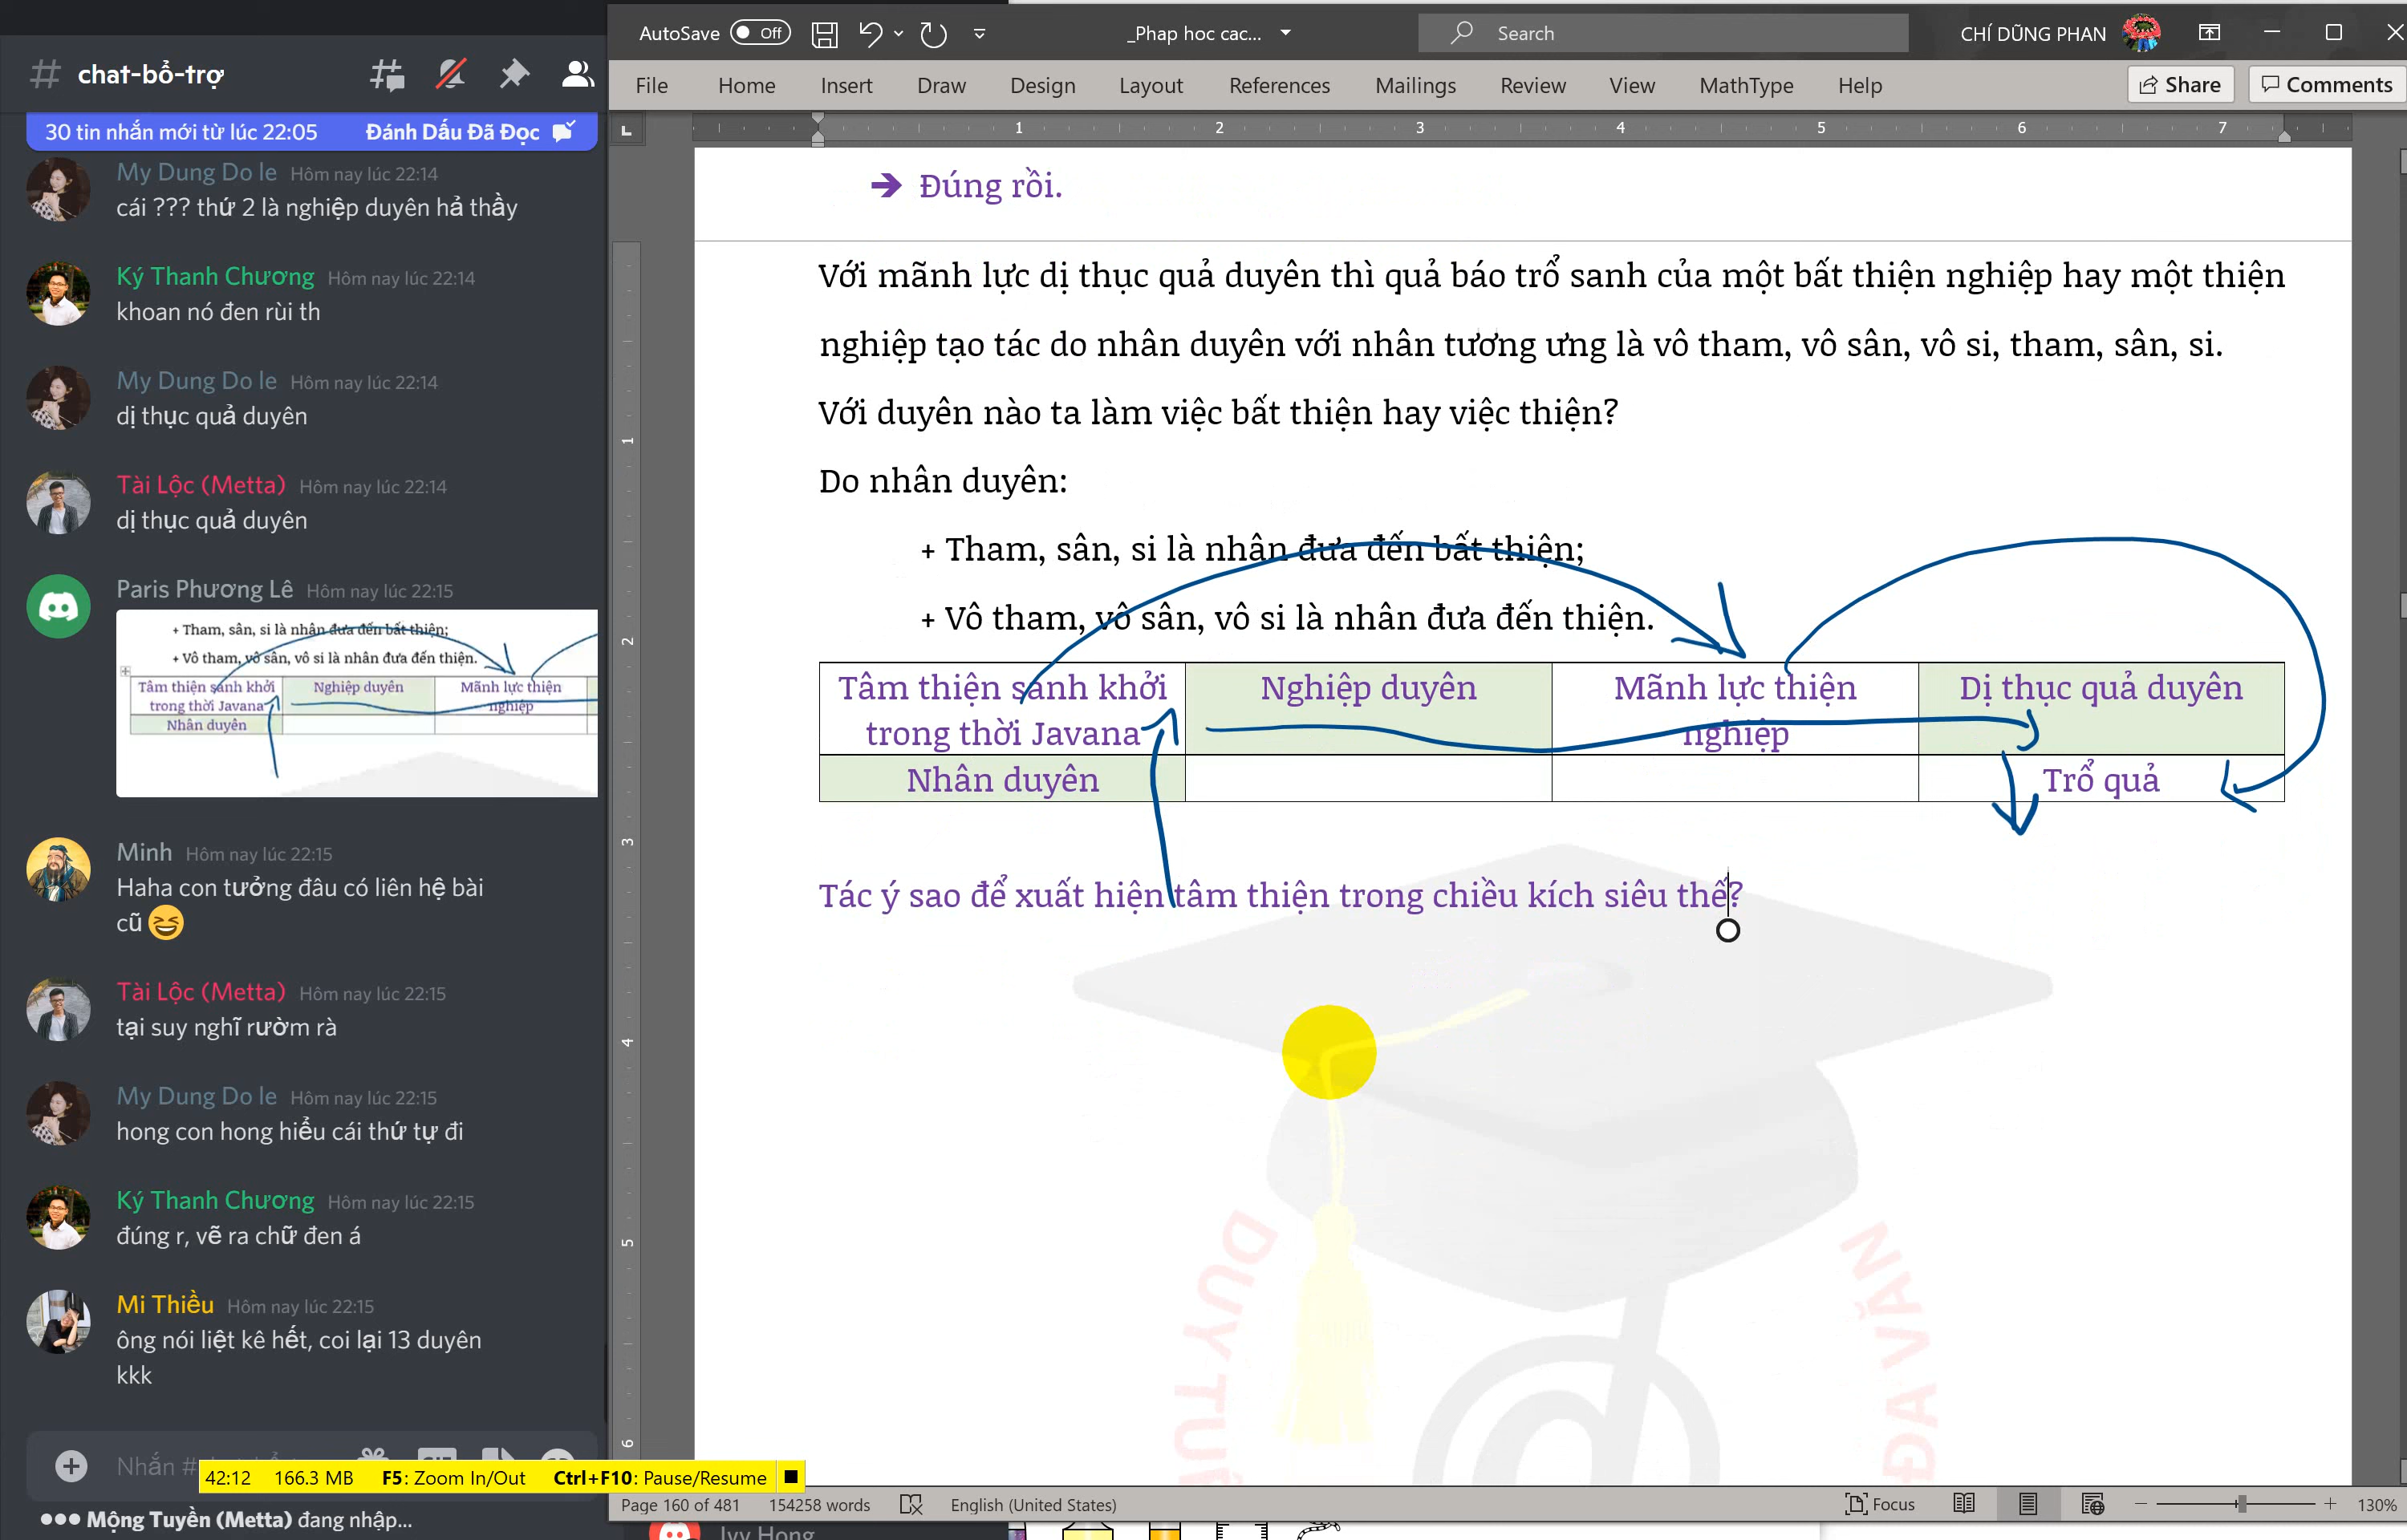 # chat-bổ-trợ
30 tin nhắn mới từ lúc 22:05 Đánh Dấu Đã Đọc
My Dung Do le Hôm nay lúc 22:14
cái ??? thứ 2 là nghiệp duyên hả thầy
Ký Thanh Chương Hôm nay lúc 22:14
khoan nó đen rùi th
My Dung Do le Hôm nay lúc 22:14
dị thục quả duyên
Tài Lộc (Metta) Hôm nay lúc 22:14
dị thục quả duyên
Paris Phương Lê Hôm nay lúc 22:15
+ Tham, sân, si là nhân đưa đến bất thiện;
+ Vô tham, vô sân, vô si là nhân đưa đến thiện.
Tâm thiện sanh khởi Nghiệp duyên Mãnh lực thiện
trong thời Javana nghiệp
Nhân duyên
Minh Hôm nay lúc 22:15
Haha con tưởng đâu có liên hệ bài
cũ 😆
Tài Lộc (Metta) Hôm nay lúc 22:15
tại suy nghĩ rườm rà
My Dung Do le Hôm nay lúc 22:15
hong con hong hiểu cái thứ tự đi
Ký Thanh Chương Hôm nay lúc 22:15
đúng r, vẽ ra chữ đen á
Mi Thiều Hôm nay lúc 22:15
ông nói liệt kê hết, coi lại 13 duyên
kkk
Nhắn #
42:12 166.3 MB F5: Zoom In/Out Ctrl+F10: Pause/Resume
Mộng Tuyền (Metta) đang nhập...
AutoSave Off _Phap hoc cac... Search CHÍ DŨNG PHAN
File Home Insert Draw Design Layout References Mailings Review View MathType Help Share Comments
L 1 2 3 4 5 6 7
➔ Đúng rồi.
Với mãnh lực dị thục quả duyên thì quả báo trổ sanh của một bất thiện nghiệp hay một thiện
nghiệp tạo tác do nhân duyên với nhân tương ưng là vô tham, vô sân, vô si, tham, sân, si.
Với duyên nào ta làm việc bất thiện hay việc thiện?
Do nhân duyên:
+ Tham, sân, si là nhân đưa đến bất thiện;
+ Vô tham, vô sân, vô si là nhân đưa đến thiện.
Tâm thiện sanh khởi Nghiệp duyên Mãnh lực thiện Dị thục quả duyên
trong thời Javana nghiệp
Nhân duyên Trổ quả
Tác ý sao để xuất hiện tâm thiện trong chiều kích siêu thế?
1
2
3
4
5
6
DUY TUỆ
@
Page 160 of 481 154258 words English (United States) Focus 130%
Ivy Hong